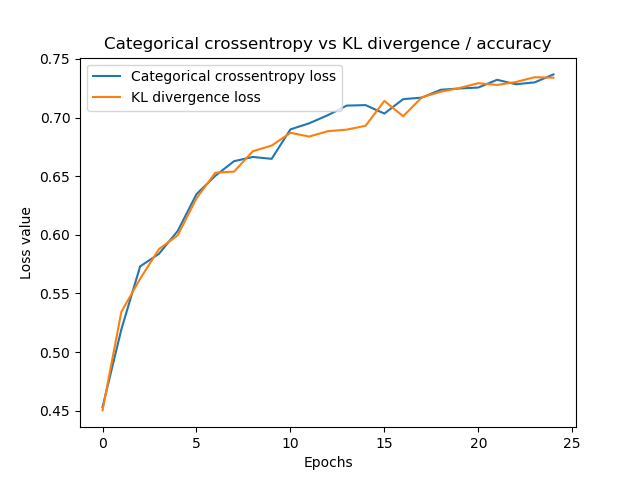 Categorical crossentropy vs KL divergence / accuracy
Categorical crossentropy loss
KL divergence loss
Loss value
0.75
0.70
0.65
0.60
0.55
0.50
0.45
0
5
10
15
20
25
Epochs